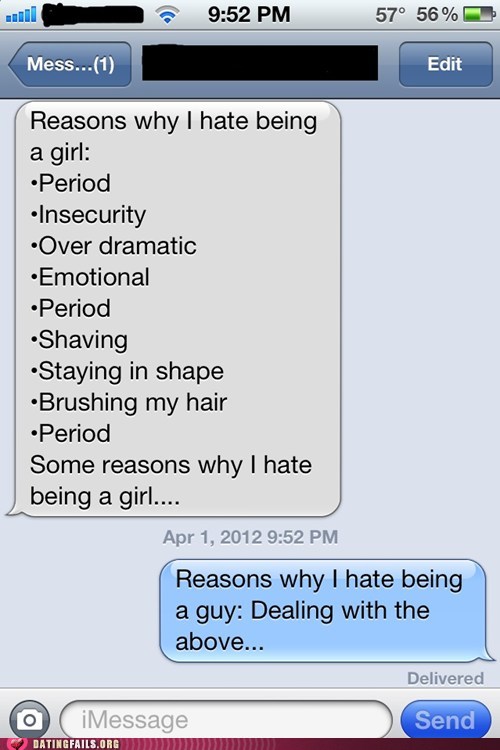 9:52 PM 57° 56%
Mess...(1) Edit
Reasons why I hate being
a girl:
•Period
•Insecurity
•Over dramatic
•Emotional
•Period
•Shaving
•Staying in shape
•Brushing my hair
•Period
Some reasons why I hate
being a girl....
Apr 1, 2012 9:52 PM
Reasons why I hate being
a guy: Dealing with the
above...
Delivered
iMessage Send
DATINGFAILS.ORG